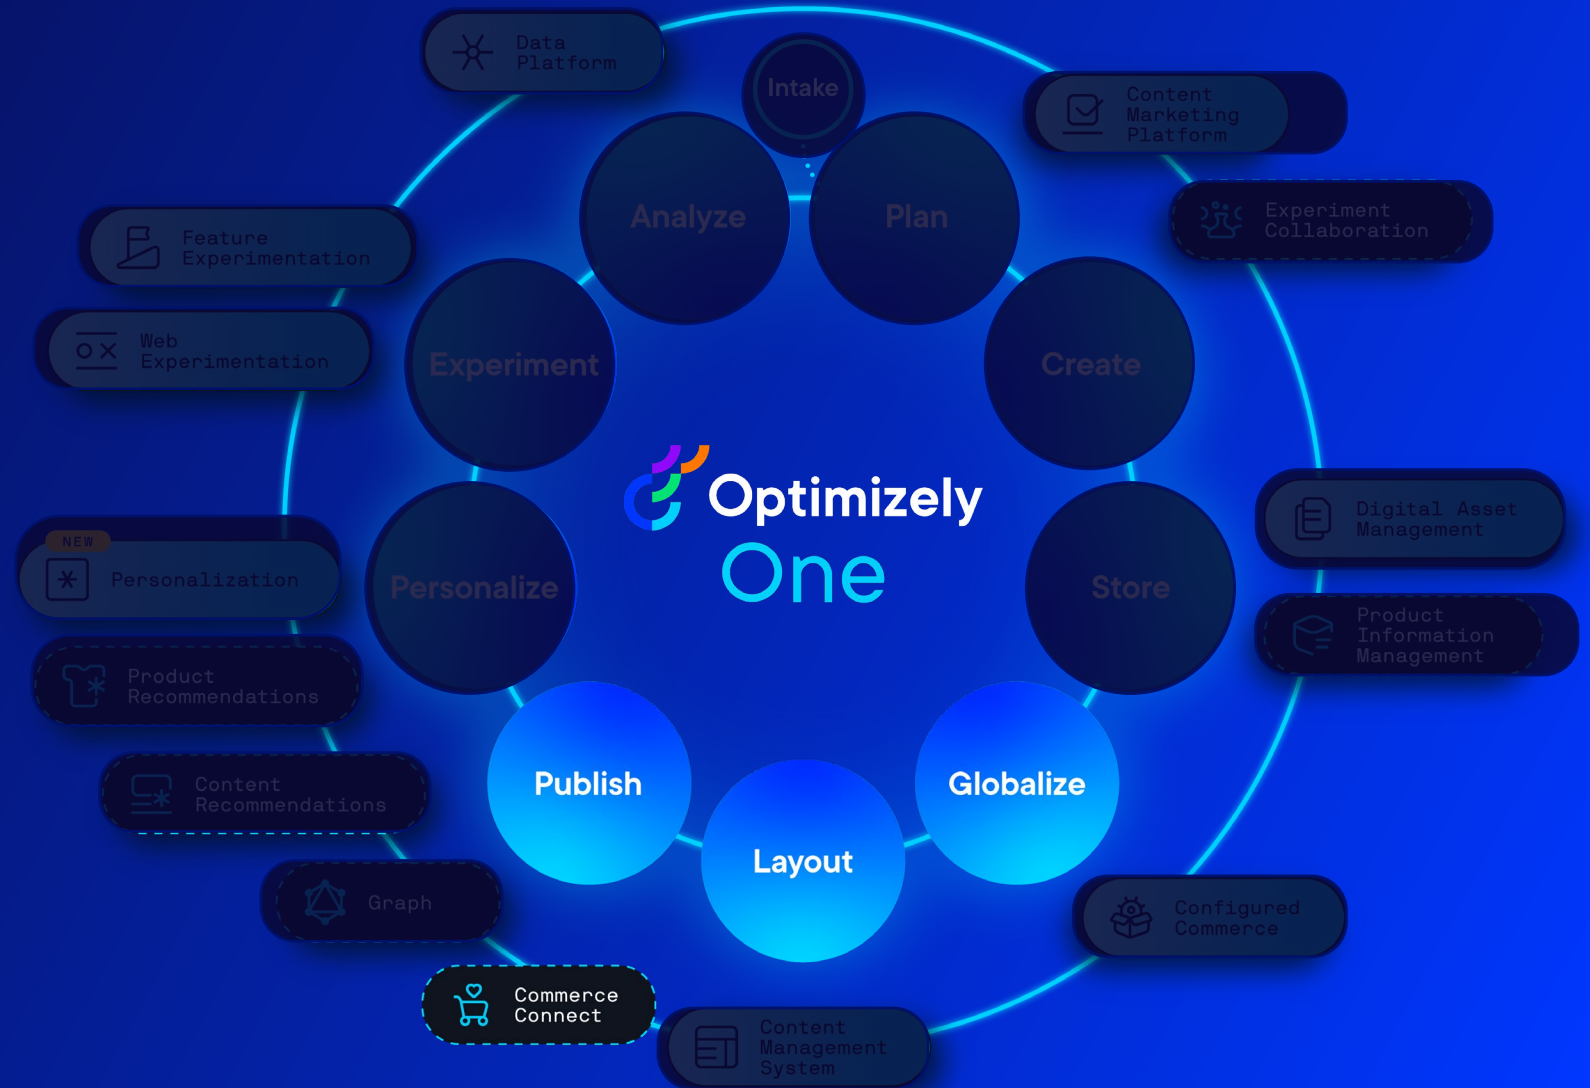 Data
Platform
Intake
Content
Marketing
Platform
Analyze
Plan
Experiment
Collaboration
Feature
Experimentation
Web
Experimentation
Experiment
Create
Optimizely
One
Digital Asset
Management
NEW
Personalization
Personalize
Store
Product
Information
Management
Product
Recommendations
Publish
Globalize
Content
Recommendations
Layout
Graph
Configured
Commerce
Commerce
Connect
Content
Management
System